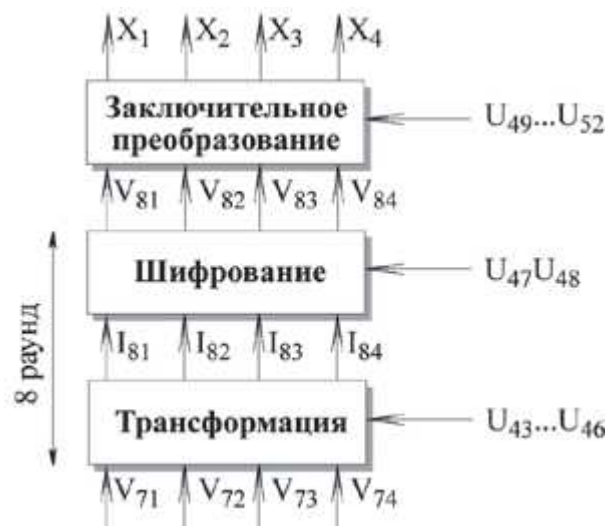 X₁ X₂ X₃ X₄
Заключительное
преобразование
U₄₉...U₅₂
V₈₁ V₈₂ V₈₃ V₈₄
Шифрование
U₄₇U₄₈
8 раунд
I₈₁ I₈₂ I₈₃ I₈₄
Трансформация
U₄₃...U₄₆
V₇₁ V₇₂ V₇₃ V₇₄